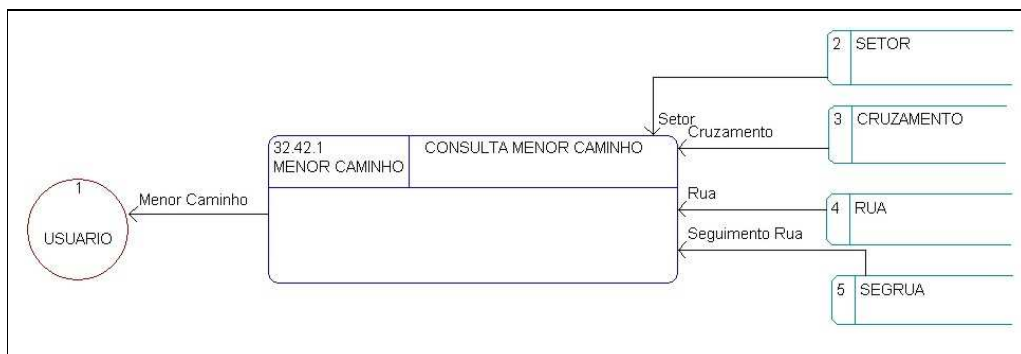 2 SETOR
Setor
Cruzamento
3 CRUZAMENTO
32.42.1
MENOR CAMINHO
CONSULTA MENOR CAMINHO
1
USUARIO
Menor Caminho
Rua
4 RUA
Seguimento Rua
5 SEGRUA